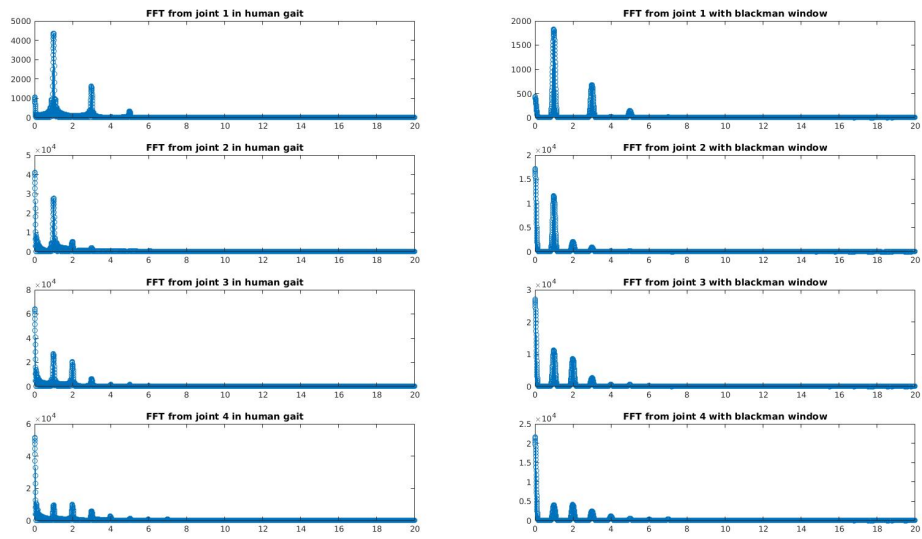 FFT from joint 1 in human gait
5000
4000
3000
2000
1000
0
0 2 4 6 8 10 12 14 16 18 20
FFT from joint 1 with blackman window
2000
1500
1000
500
0
0 2 4 6 8 10 12 14 16 18 20
FFT from joint 2 in human gait
×10⁴
5
4
3
2
1
0
0 2 4 6 8 10 12 14 16 18 20
FFT from joint 2 with blackman window
×10⁴
2
1.5
1
0.5
0
0 2 4 6 8 10 12 14 16 18 20
FFT from joint 3 in human gait
×10⁴
8
6
4
2
0
0 2 4 6 8 10 12 14 16 18 20
FFT from joint 3 with blackman window
×10⁴
3
2
1
0
0 2 4 6 8 10 12 14 16 18 20
FFT from joint 4 in human gait
×10⁴
6
4
2
0
0 2 4 6 8 10 12 14 16 18 20
FFT from joint 4 with blackman window
×10⁴
2.5
2
1.5
1
0.5
0
0 2 4 6 8 10 12 14 16 18 20